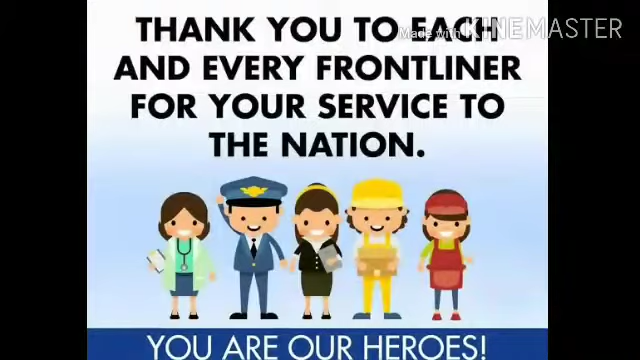 THANK YOU TO EACH
Made with KINEMASTER
AND EVERY FRONTLINER
FOR YOUR SERVICE TO
THE NATION.
YOU ARE OUR HEROES!